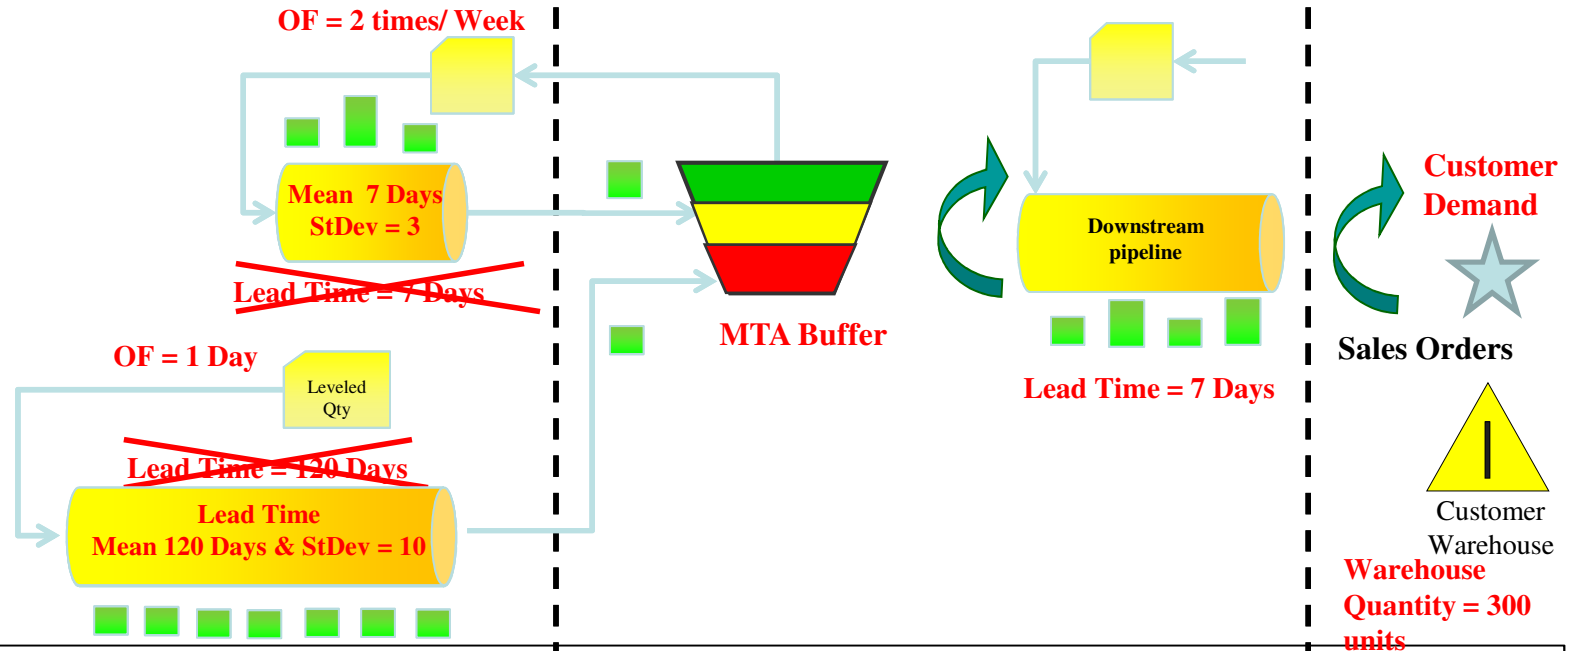 OF = 2 times/ Week
Mean 7 Days
StDev = 3
Lead Time = 7 Days
OF = 1 Day
Leveled
Qty
Lead Time = 120 Days
Lead Time
Mean 120 Days & StDev = 10
MTA Buffer
Downstream
pipeline
Lead Time = 7 Days
Customer
Demand
Sales Orders
Customer
Warehouse
Warehouse
Quantity = 300
units